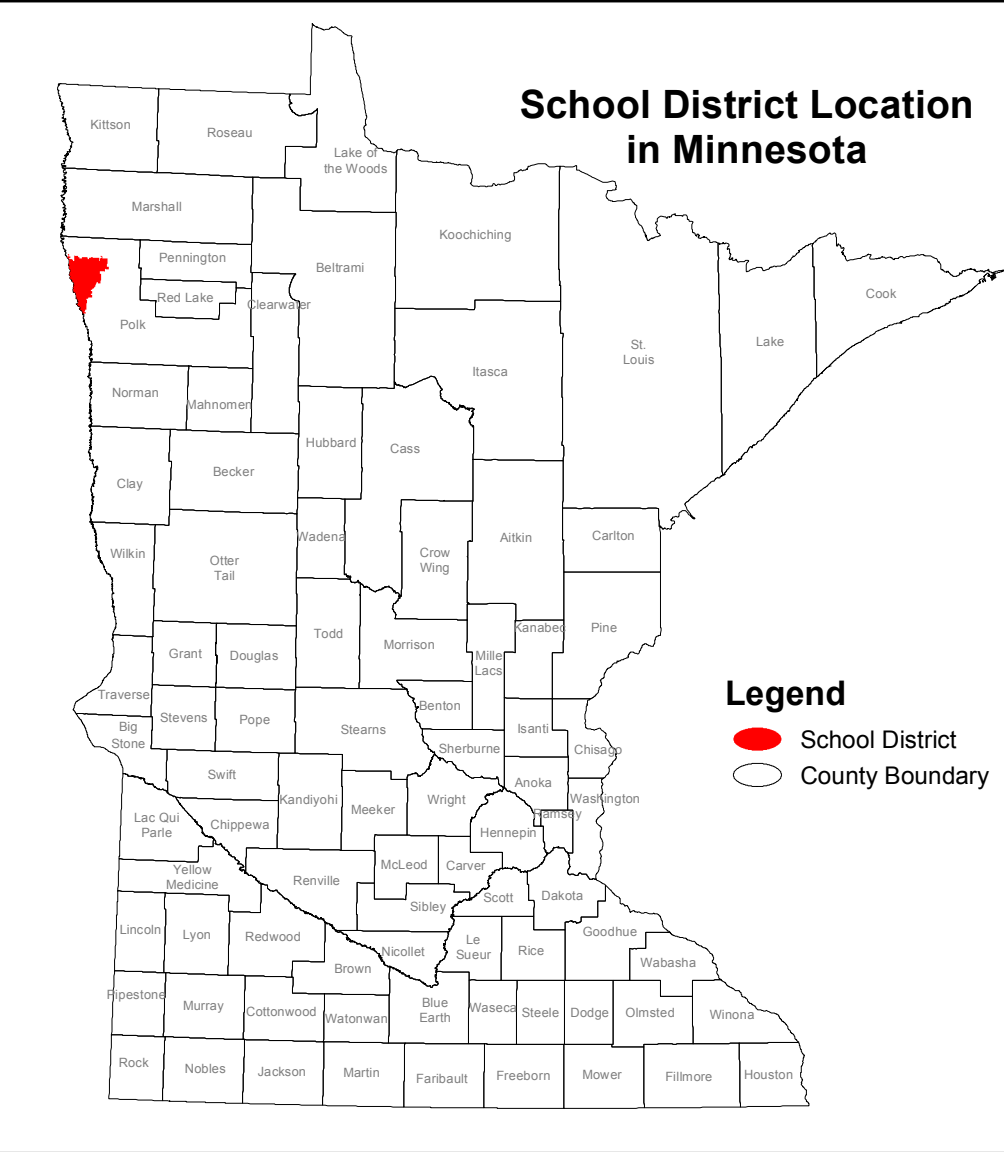 School District Location
in Minnesota
Kittson
Roseau
Lake of
the Woods
Marshall
Koochiching
Pennington
Beltrami
Red Lake
Clearwater
Cook
Polk
St.
Louis
Lake
Itasca
Norman
Mahnomen
Hubbard
Cass
Becker
Clay
Wadena
Aitkin
Carlton
Wilkin
Otter
Tail
Crow
Wing
Todd
Morrison
Kanabec
Pine
Grant
Douglas
Mille
Lacs
Traverse
Benton
Stevens
Pope
Stearns
Isanti
Big
Stone
Sherburne
Chisago
Swift
Anoka
Kandiyohi
Meeker
Wright
Washington
Ramsey
Lac Qui
Parle
Chippewa
Hennepin
Yellow
Medicine
Renville
McLeod
Carver
Sibley
Scott
Dakota
Lincoln
Lyon
Redwood
Nicollet
Le
Sueur
Rice
Goodhue
Brown
Wabasha
Pipestone
Murray
Cottonwood
Watonwan
Blue
Earth
Waseca
Steele
Dodge
Olmsted
Winona
Rock
Nobles
Jackson
Martin
Faribault
Freeborn
Mower
Fillmore
Houston
Legend
School District
County Boundary